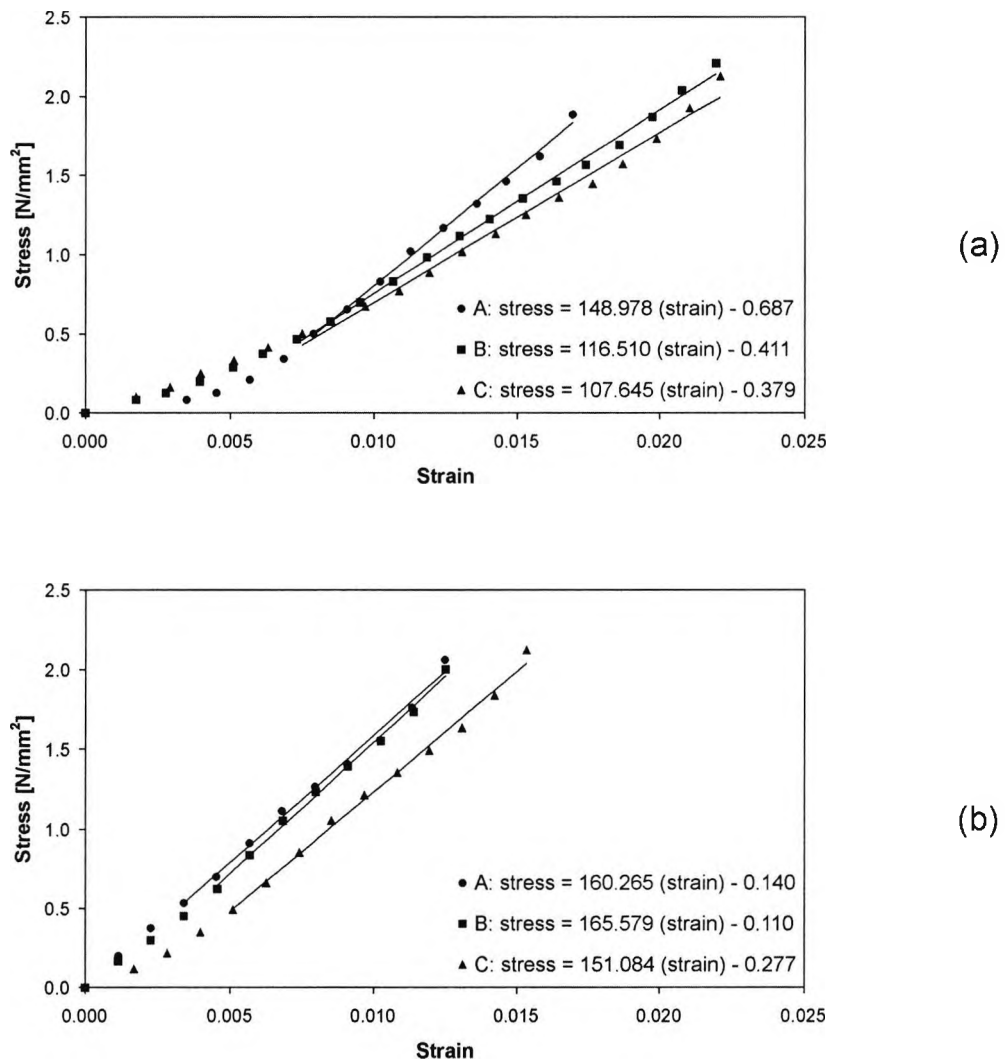 2.5
2.0
1.5
1.0
0.5
0.0
Stress [N/mm²]
A: stress = 148.978 (strain) - 0.687
B: stress = 116.510 (strain) - 0.411
C: stress = 107.645 (strain) - 0.379
0.000 0.005 0.010 0.015 0.020 0.025
Strain
(a)
2.5
2.0
1.5
1.0
0.5
0.0
Stress [N/mm²]
A: stress = 160.265 (strain) - 0.140
B: stress = 165.579 (strain) - 0.110
C: stress = 151.084 (strain) - 0.277
0.000 0.005 0.010 0.015 0.020 0.025
Strain
(b)